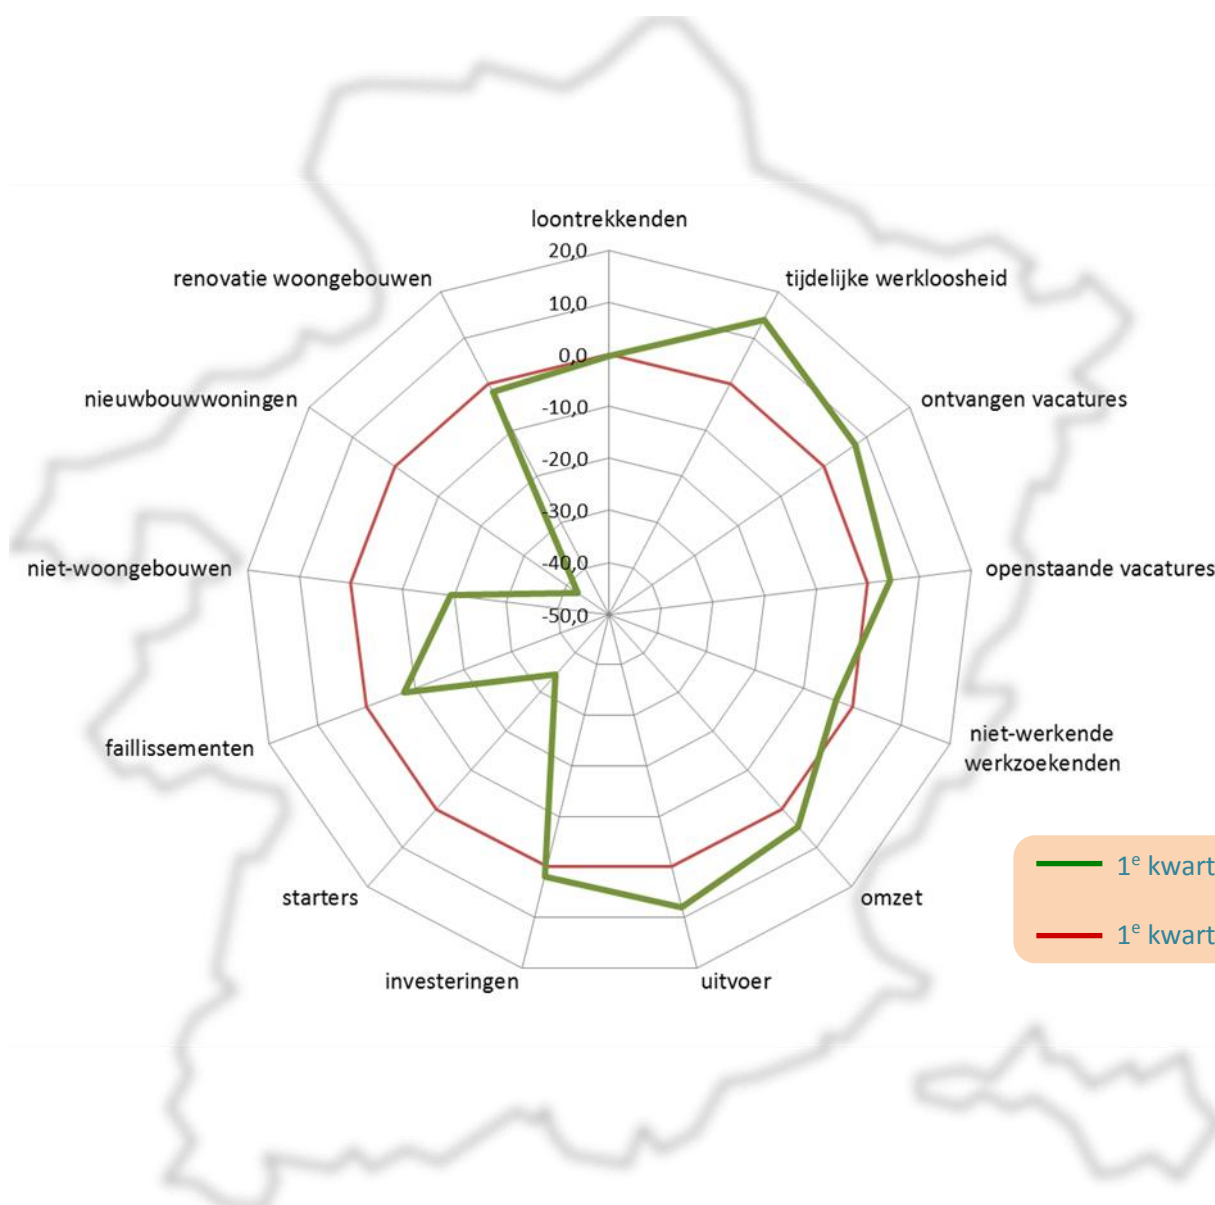 loontrekkenden
20,0
renovatie woongebouwen
tijdelijke werkloosheid
10,0
0,0
nieuwbouwwoningen
ontvangen vacatures
-10,0
-20,0
-30,0
-40,0
niet-woongebouwen
openstaande vacatures
-50,0
niet-werkende
werkzoekenden
faillissementen
1e kwart
starters
omzet
1e kwart
investeringen
uitvoer